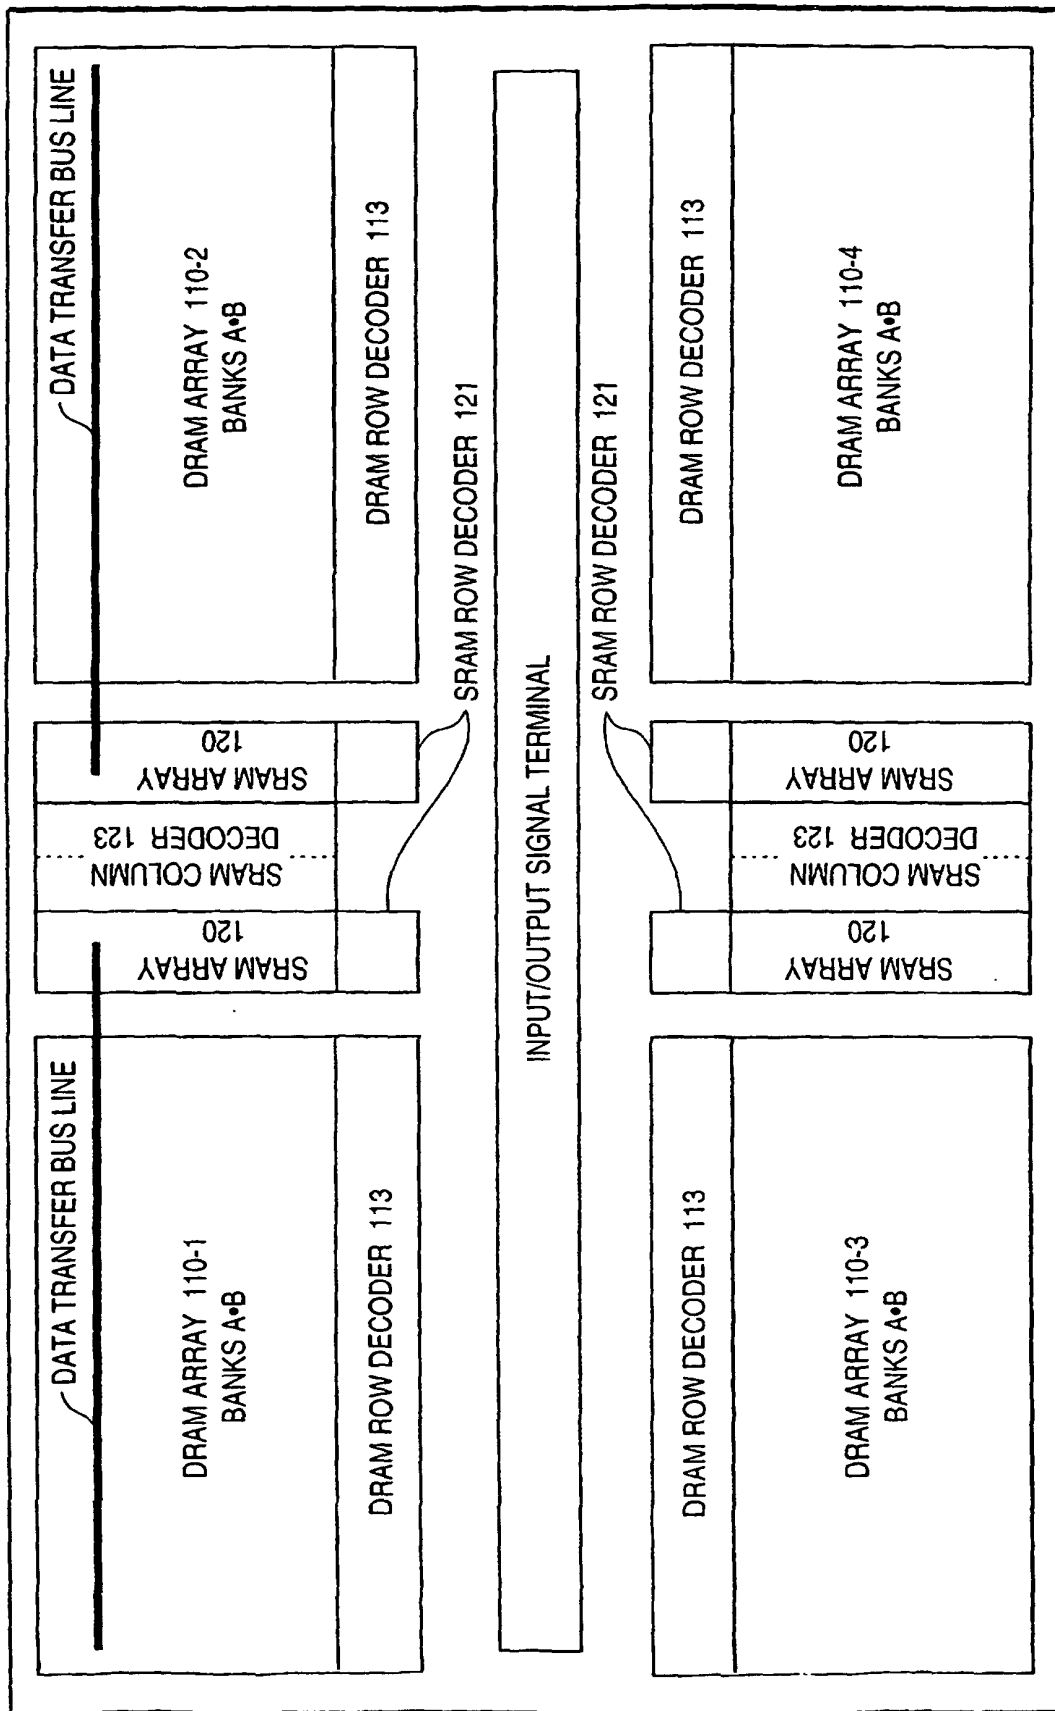 DATA TRANSFER BUS LINE
DRAM ARRAY 110-1
BANKS A•B
DRAM ROW DECODER 113
SRAM ARRAY
120
SRAM COLUMN
DECODER 123
SRAM ARRAY
120
DATA TRANSFER BUS LINE
DRAM ARRAY 110-2
BANKS A•B
DRAM ROW DECODER 113
SRAM ROW DECODER 121
INPUT/OUTPUT SIGNAL TERMINAL
SRAM ROW DECODER 121
DRAM ROW DECODER 113
DRAM ARRAY 110-3
BANKS A•B
SRAM ARRAY
120
SRAM COLUMN
DECODER 123
SRAM ARRAY
120
DRAM ROW DECODER 113
DRAM ARRAY 110-4
BANKS A•B